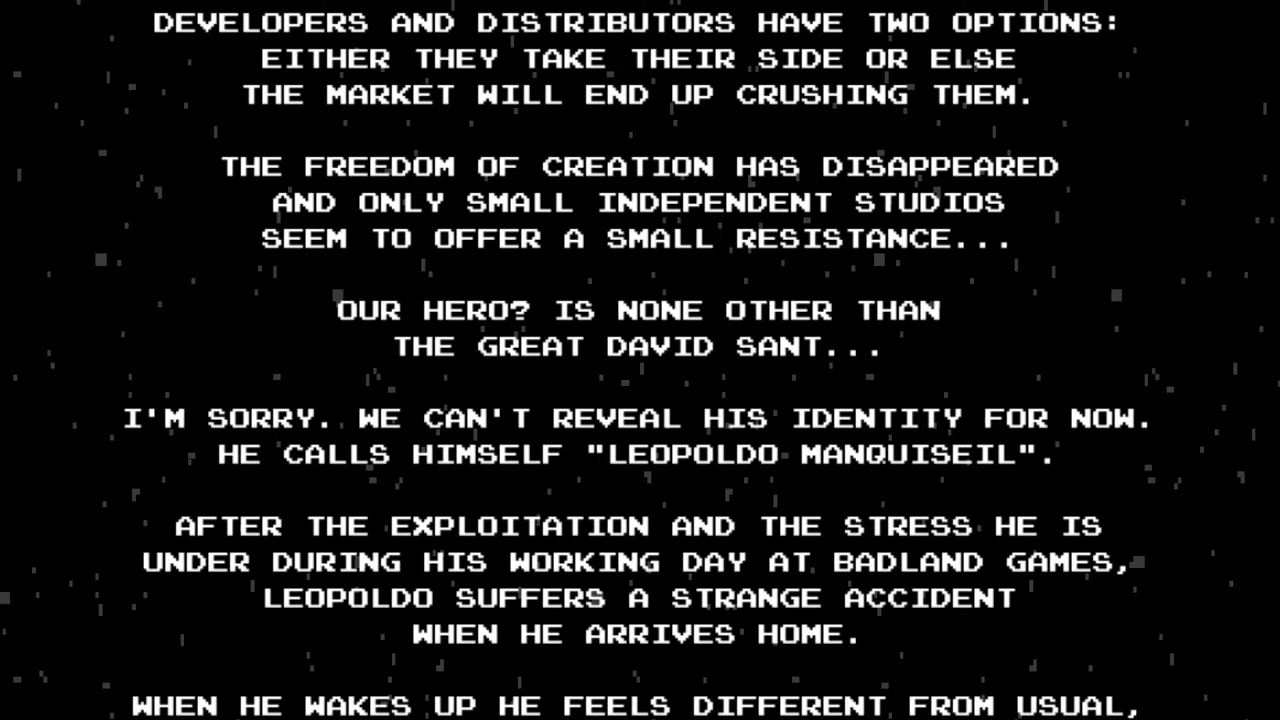 DEVELOPERS AND DISTRIBUTORS HAVE TWO OPTIONS:
EITHER THEY TAKE THEIR SIDE OR ELSE
THE MARKET WILL END UP CRUSHING THEM.
THE FREEDOM OF CREATION HAS DISAPPEARED
AND ONLY SMALL INDEPENDENT STUDIOS
SEEM TO OFFER A SMALL RESISTANCE...
OUR HERO? IS NONE OTHER THAN
THE GREAT DAVID SANT...
I'M SORRY. WE CAN'T REVEAL HIS IDENTITY FOR NOW.
HE CALLS HIMSELF "LEOPOLDO MANQUISEIL".
AFTER THE EXPLOITATION AND THE STRESS HE IS
UNDER DURING HIS WORKING DAY AT BADLAND GAMES,
LEOPOLDO SUFFERS A STRANGE ACCIDENT
WHEN HE ARRIVES HOME.
WHEN HE WAKES UP HE FEELS DIFFERENT FROM USUAL,